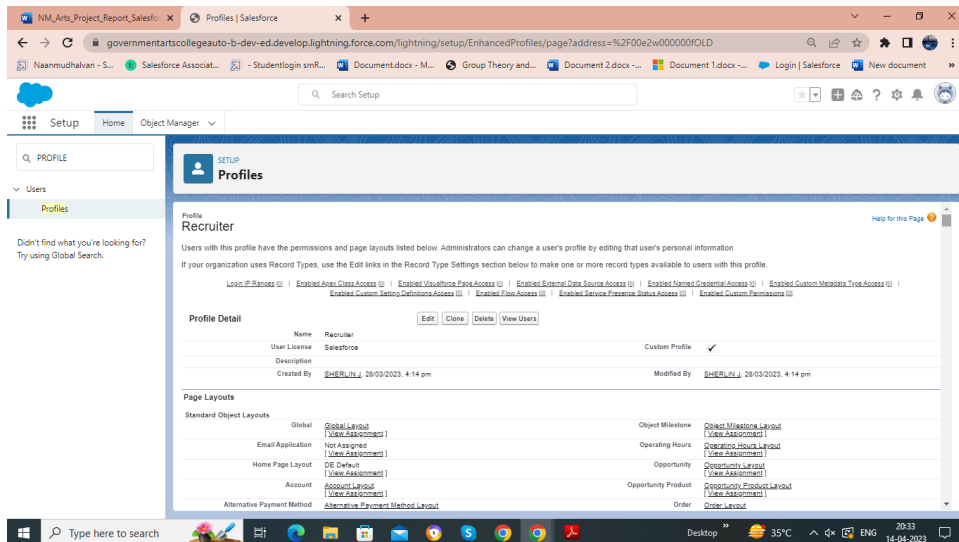 NM_Arts_Project_Report_Salesfor
Profiles | Salesforce
governmentartscollegeauto-b-dev-ed.develop.lightning.force.com/lightning/setup/EnhancedProfiles/page?address=%2F00e2w000000fOLD
Naanmudhalvan - S...
Salesforce Associat...
- Studentlogin smR...
Document.docx - M...
Group Theory and...
Document 2.docx -...
Document 1.docx -...
Login | Salesforce
New document
Search Setup
Setup
Home
Object Manager
PROFILE
Users
Profiles
Didn't find what you're looking for?
Try using Global Search.
SETUP
Profiles
Profile
Recruiter
Help for this Page
Users with this profile have the permissions and page layouts listed below. Administrators can change a user's profile by editing that user's personal information.
If your organization uses Record Types, use the Edit links in the Record Type Settings section below to make one or more record types available to users with this profile.
Login IP Ranges [0] | Enabled Apex Class Access [0] | Enabled Visualforce Page Access [0] | Enabled External Data Source Access [0] | Enabled Named Credential Access [0] | Enabled Custom Metadata Type Access [0] |
Enabled Custom Setting Definitions Access [0] | Enabled Flow Access [0] | Enabled Service Presence Status Access [0] | Enabled Custom Permissions [0]
Profile Detail
Edit Clone Delete View Users
Name Recruiter
User License Salesforce Custom Profile ✓
Description
Created By SHERLIN J, 28/03/2023, 4:14 pm Modified By SHERLIN J, 28/03/2023, 4:14 pm
Page Layouts
Standard Object Layouts
Global Global Layout Object Milestone Object Milestone Layout
[ View Assignment ] [ View Assignment ]
Email Application Not Assigned Operating Hours Operating Hours Layout
[ View Assignment ] [ View Assignment ]
Home Page Layout DE Default Opportunity Opportunity Layout
[ View Assignment ] [ View Assignment ]
Account Account Layout Opportunity Product Opportunity Product Layout
[ View Assignment ] [ View Assignment ]
Alternative Payment Method Alternative Payment Method Layout Order Order Layout
Type here to search
Desktop
35°C
ENG
20:33
14-04-2023